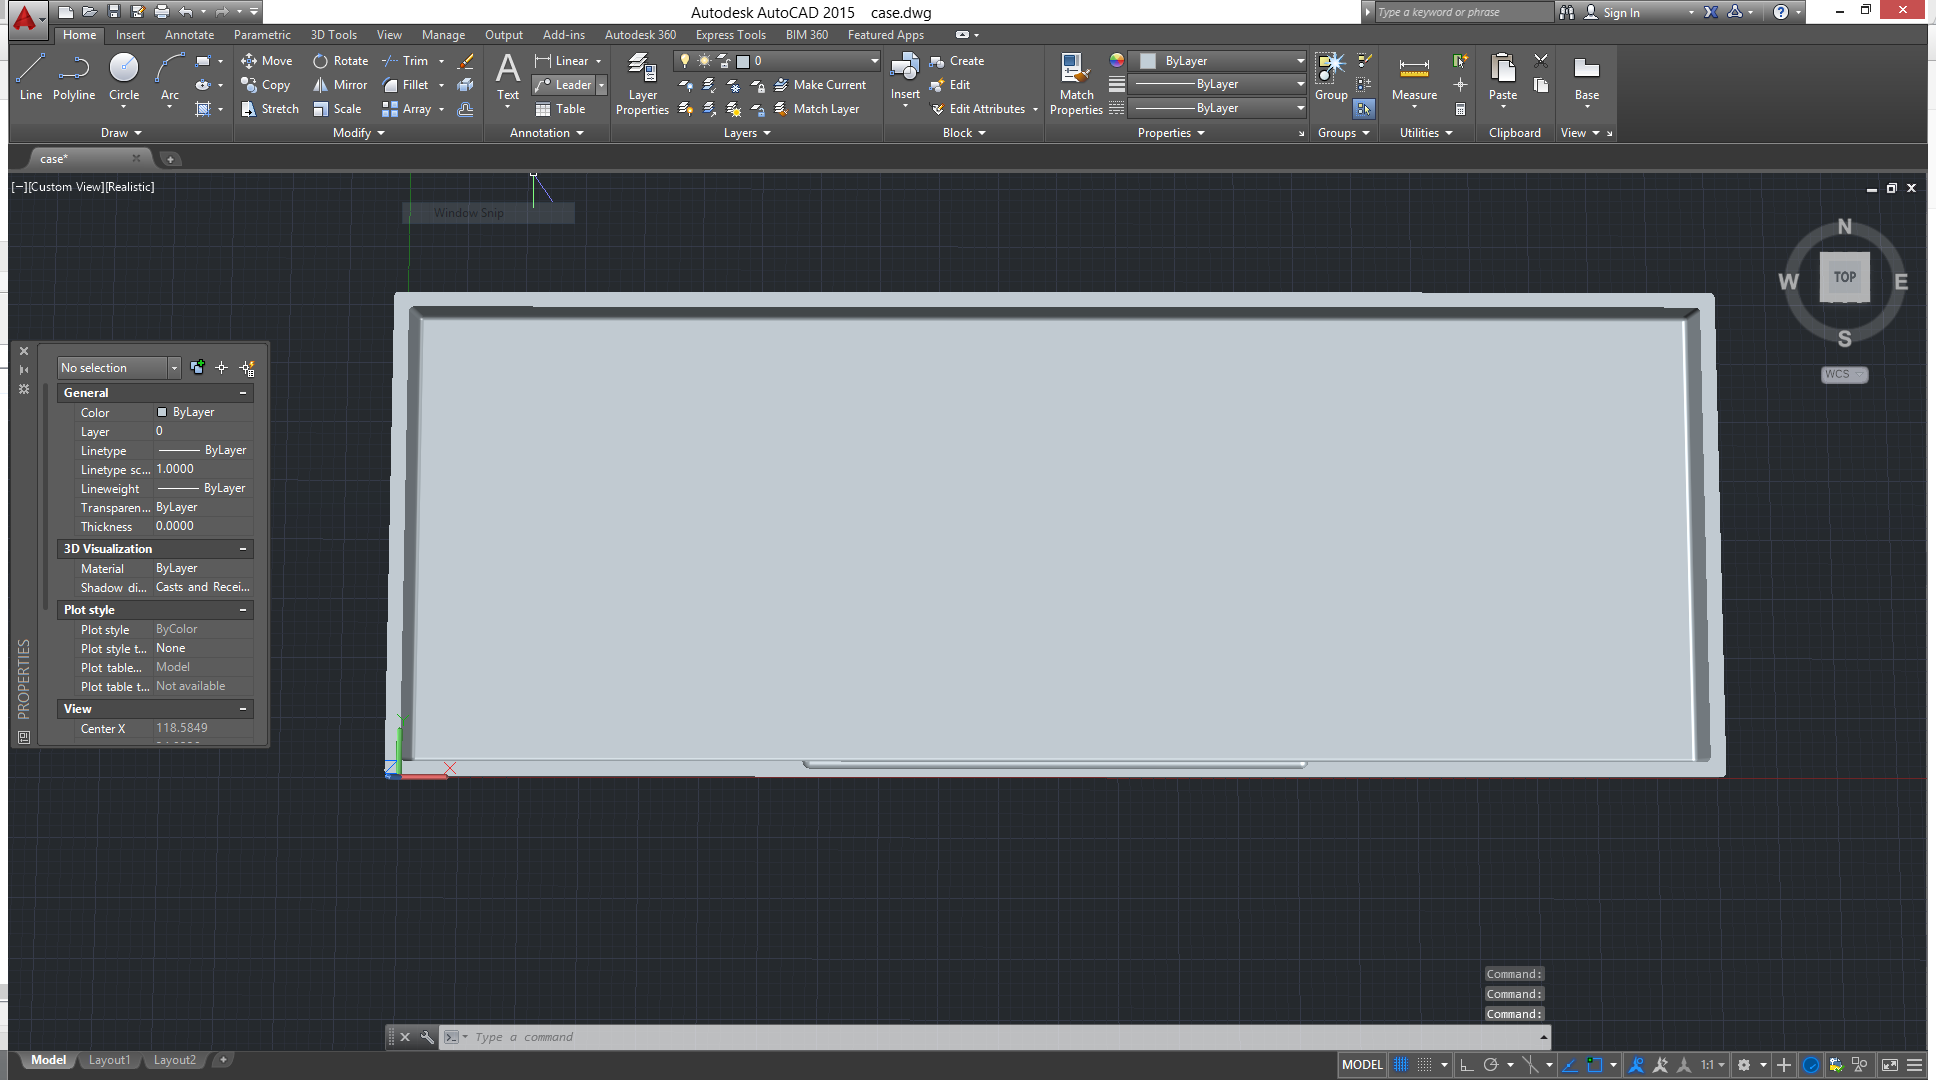 Autodesk AutoCAD 2015 case.dwg
Type a keyword or phrase
Sign In
Home Insert Annotate Parametric 3D Tools View Manage Output Add-ins Autodesk 360 Express Tools BIM 360 Featured Apps
Line
Polyline
Circle
Arc
Draw
Move
Rotate
Trim
Copy
Mirror
Fillet
Stretch
Scale
Array
Modify
Text
Linear
Leader
Table
Annotation
Layer
Properties
0
Make Current
Match Layer
Layers
Insert
Create
Edit
Edit Attributes
Block
Match
Properties
ByLayer
ByLayer
ByLayer
Properties
Group
Groups
Measure
Utilities
Paste
Clipboard
Base
View
case*
[−][Custom View][Realistic]
Window Snip
N
W
TOP
E
S
WCS
No selection
General
Color ByLayer
Layer 0
Linetype ByLayer
Linetype sc... 1.0000
Lineweight ByLayer
Transparen... ByLayer
Thickness 0.0000
3D Visualization
Material ByLayer
Shadow di... Casts and Recei...
Plot style
Plot style ByColor
Plot style t... None
Plot table... Model
Plot table t... Not available
View
Center X 118.5849
PROPERTIES
Command:
Command:
Command:
Type a command
Model Layout1 Layout2
MODEL
1:1